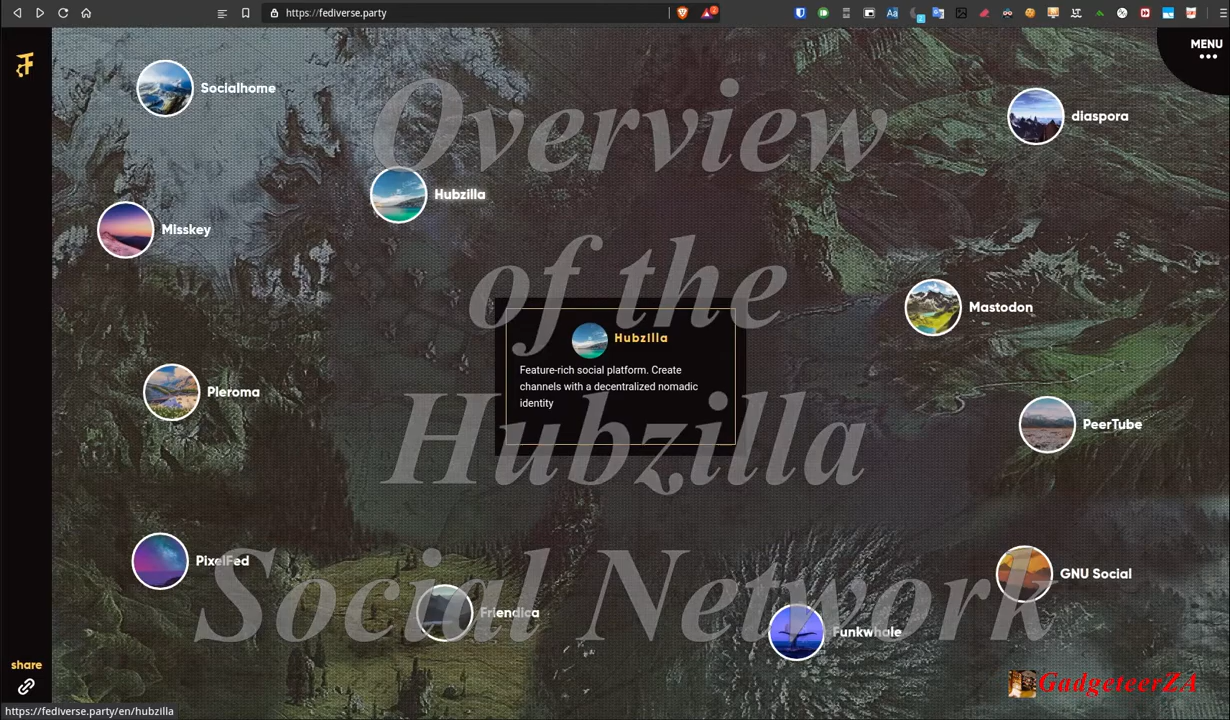 https://fediverse.party
2
2
MENU
Socialhome
diaspora
Overview
Hubzilla
Misskey
of the
Mastodon
Hubzilla
Feature-rich social platform. Create
channels with a decentralized nomadic
identity
Pleroma
Hubzilla
PeerTube
PixelFed
GNU Social
Social Network
Friendica
Funkwhale
share
GadgeteerZA
https://fediverse.party/en/hubzilla